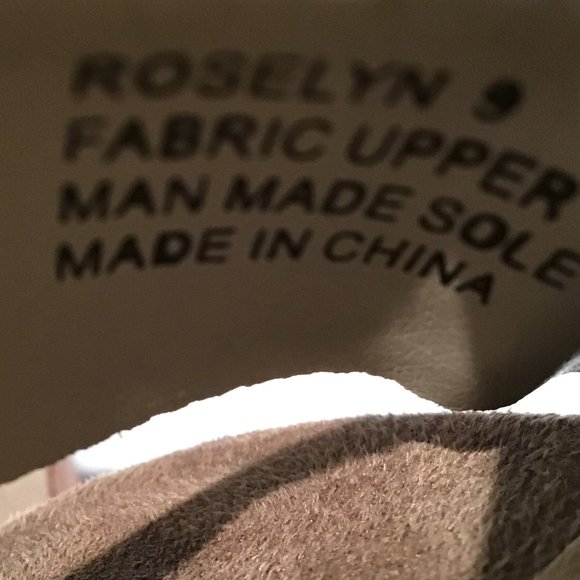 ROSELYN 9
FABRIC UPPER
MAN MADE SOLE
MADE IN CHINA